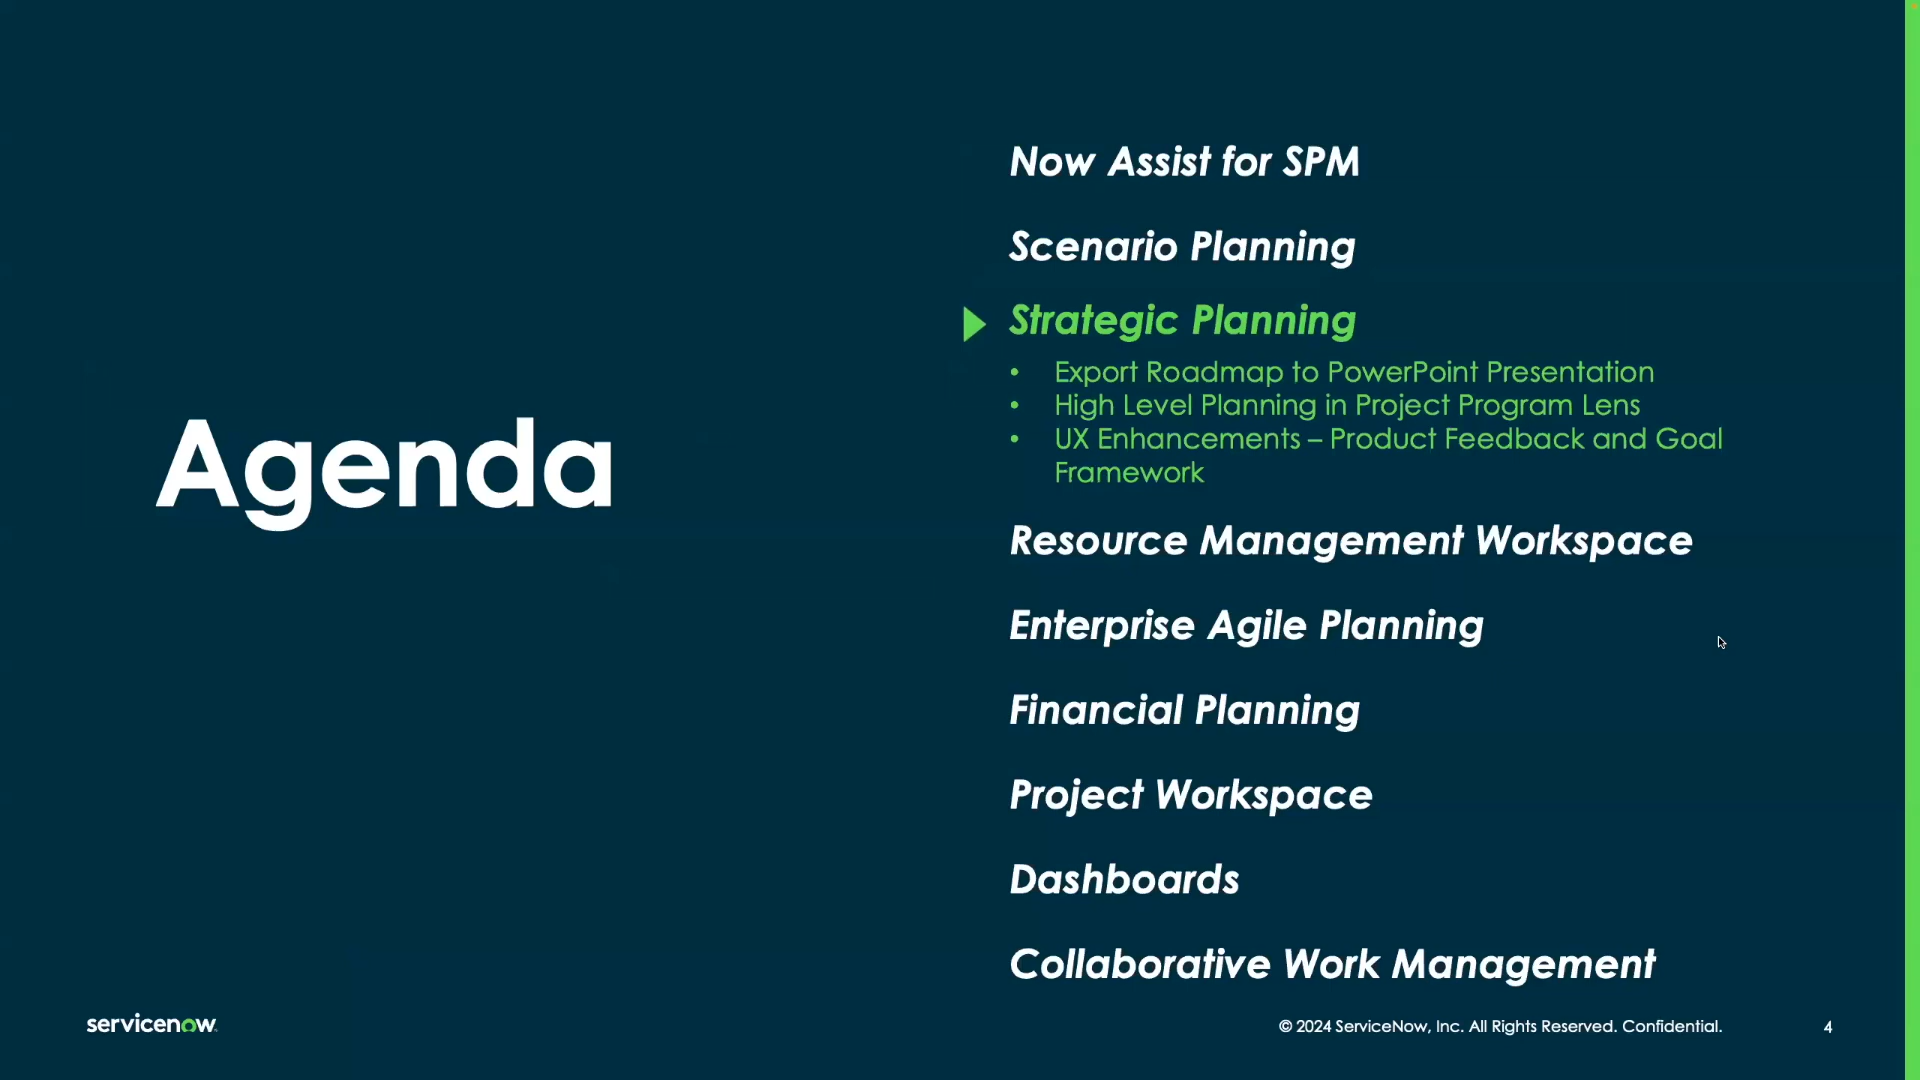 Agenda
Now Assist for SPM
Scenario Planning
Strategic Planning
• Export Roadmap to PowerPoint Presentation
• High Level Planning in Project Program Lens
• UX Enhancements – Product Feedback and Goal
Framework
Resource Management Workspace
Enterprise Agile Planning
Financial Planning
Project Workspace
Dashboards
Collaborative Work Management
servicenow
© 2024 ServiceNow, Inc. All Rights Reserved. Confidential.
4